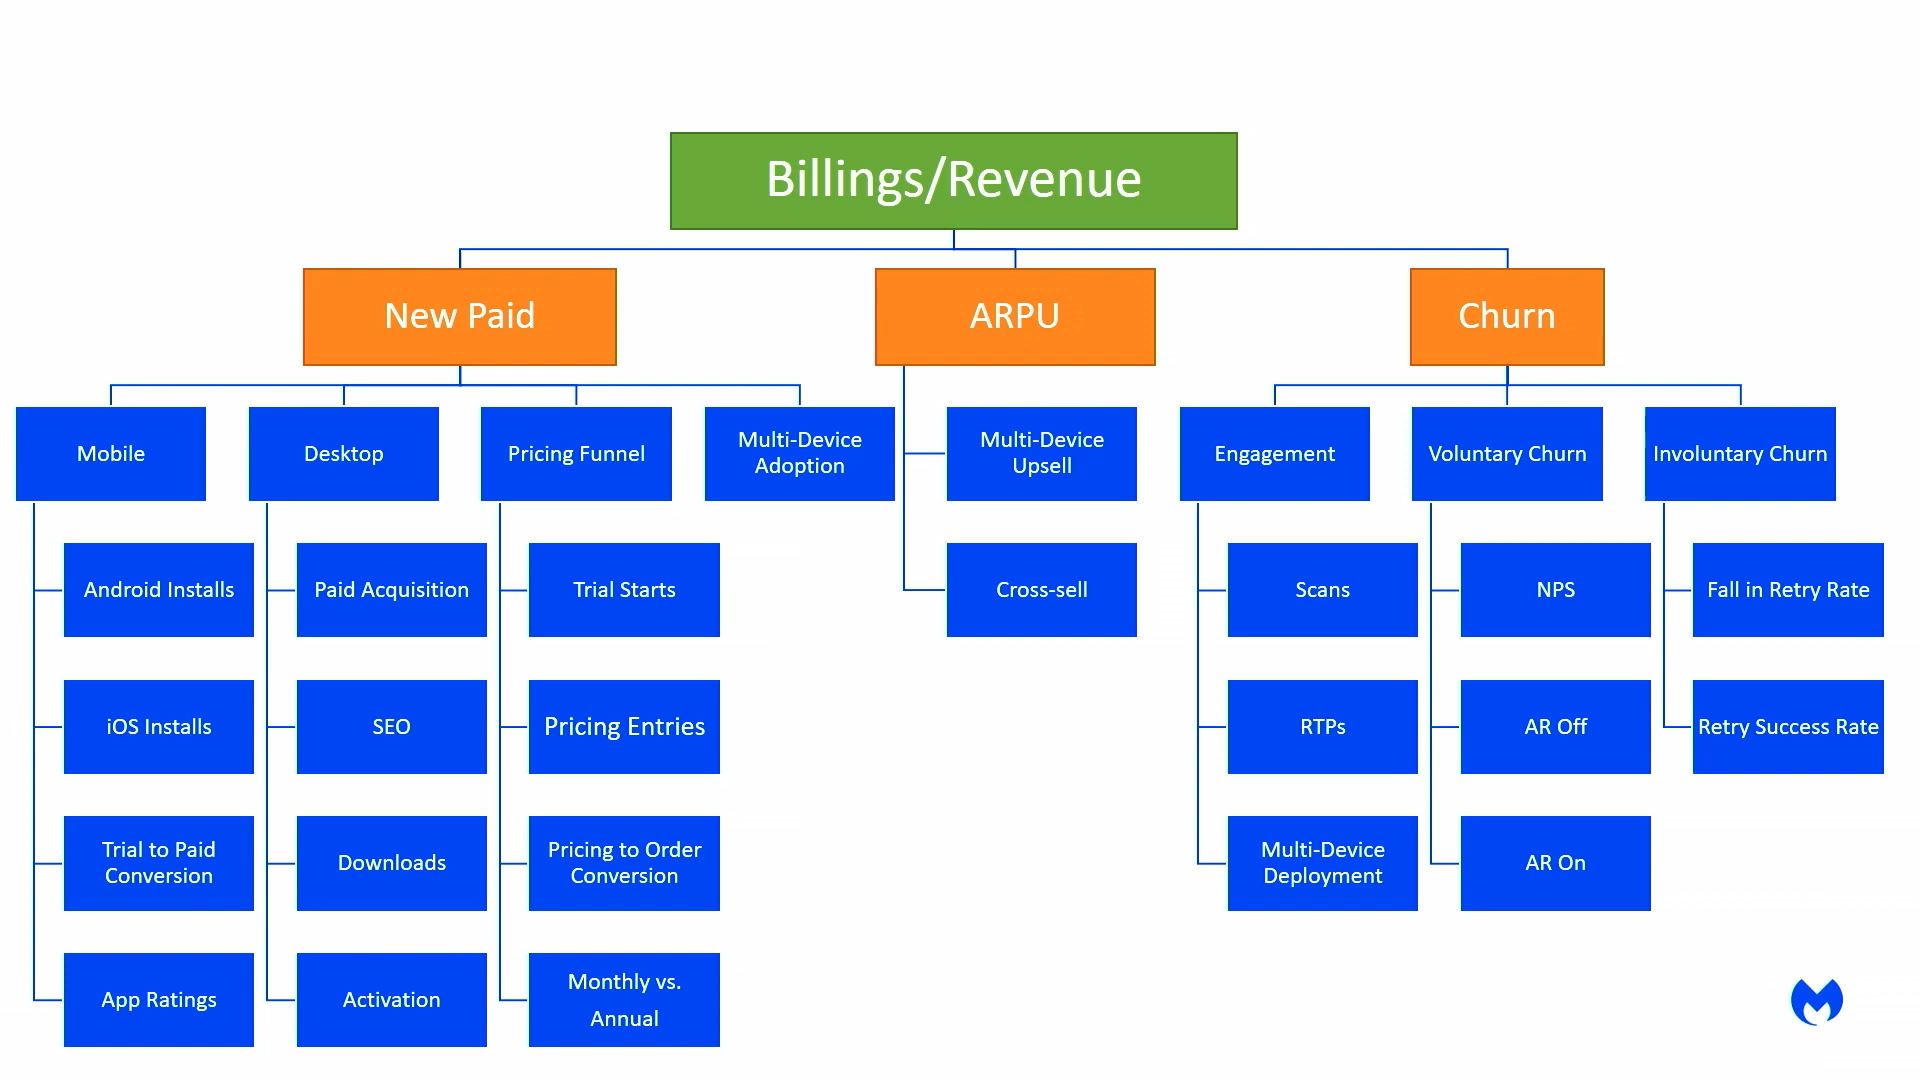 Billings/Revenue
New Paid
ARPU
Churn
Mobile
Desktop
Pricing Funnel
Multi-Device
Adoption
Multi-Device
Upsell
Engagement
Voluntary Churn
Involuntary Churn
Android Installs
Paid Acquisition
Trial Starts
Cross-sell
Scans
NPS
Fall in Retry Rate
iOS Installs
SEO
Pricing Entries
RTPs
AR Off
Retry Success Rate
Trial to Paid
Conversion
Downloads
Pricing to Order
Conversion
Multi-Device
Deployment
AR On
App Ratings
Activation
Monthly vs.
Annual